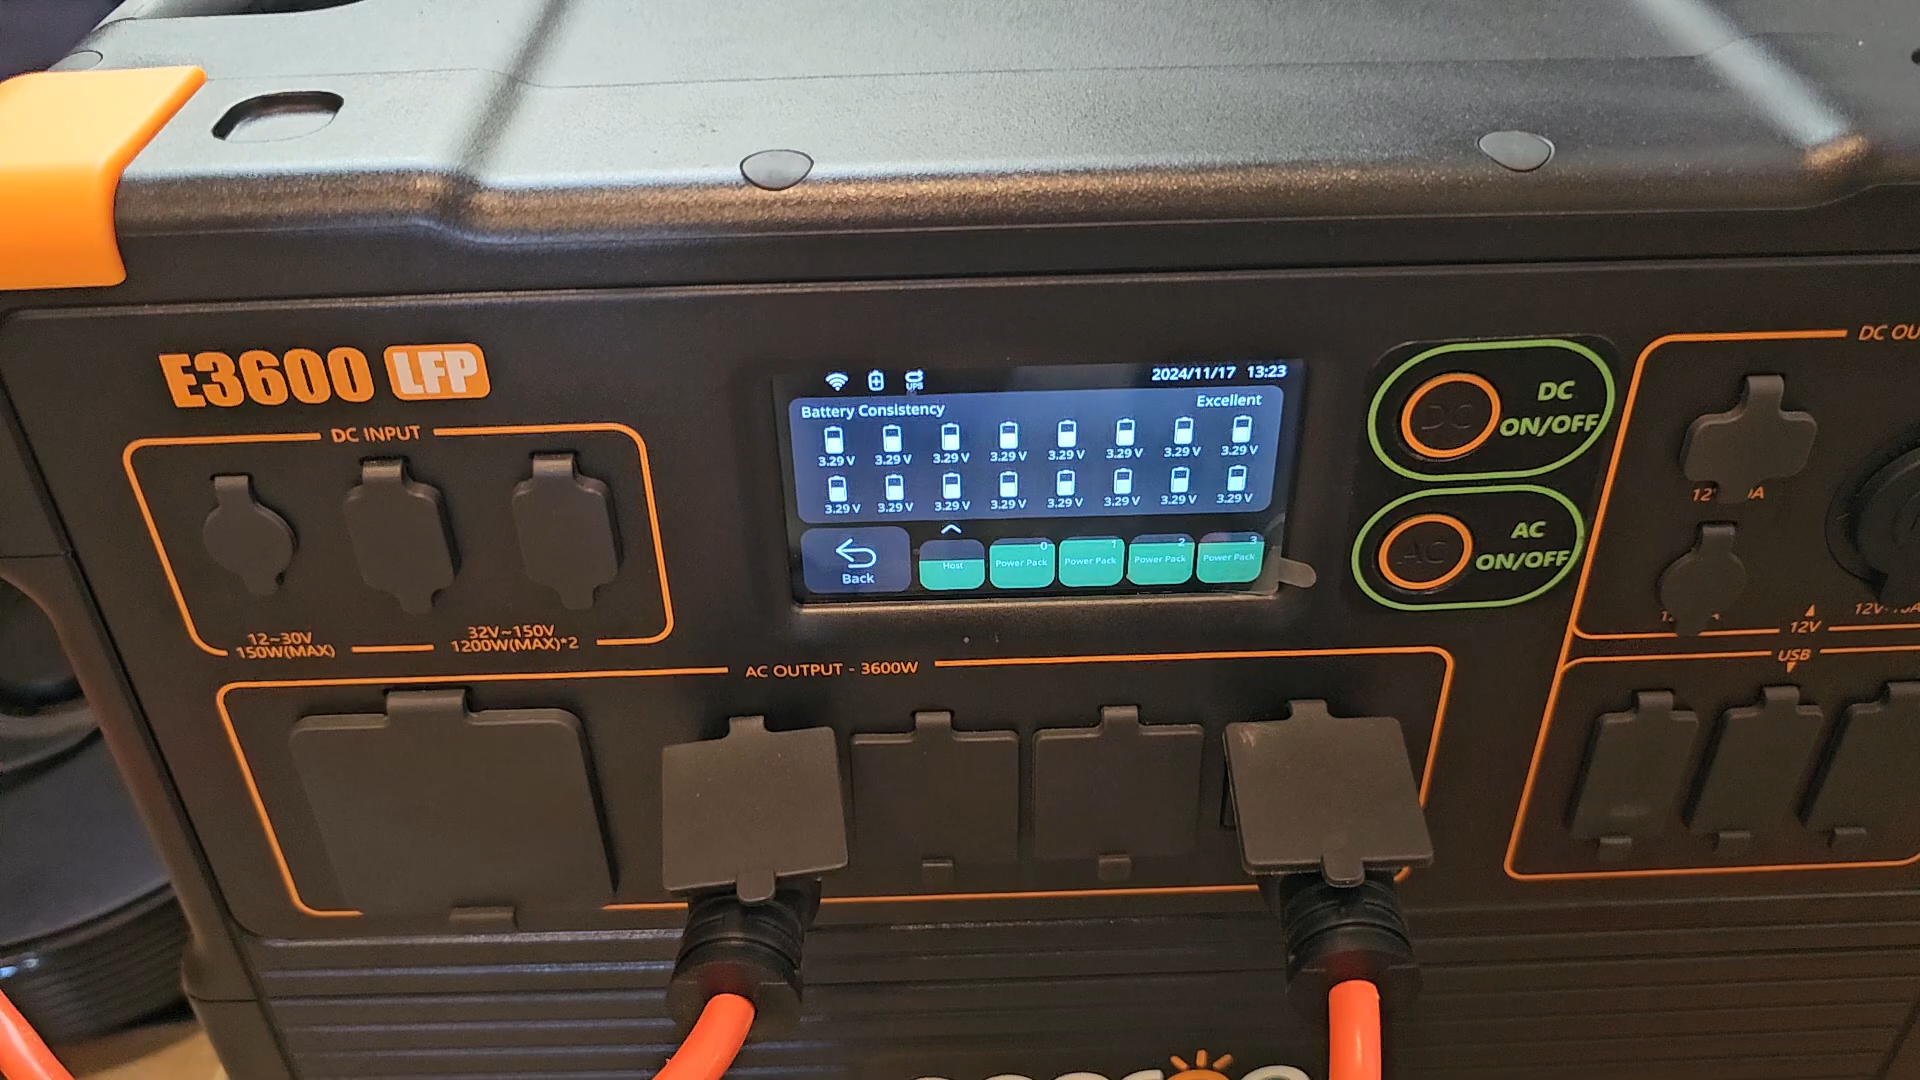 E3600 LFP
DC INPUT
12~30V
150W(MAX)
32V~150V
1200W(MAX)*2
UPS
2024/11/17 13:23
Battery Consistency Excellent
3.29 V 3.29 V 3.29 V 3.29 V 3.29 V 3.29 V 3.29 V 3.29 V
3.29 V 3.29 V 3.29 V 3.29 V 3.29 V 3.29 V 3.29 V 3.29 V
0 1 2 3
Back Host Power Pack Power Pack Power Pack Power Pack
DC
DC
ON/OFF
AC
AC
ON/OFF
AC OUTPUT - 3600W
DC OU
12V
USB